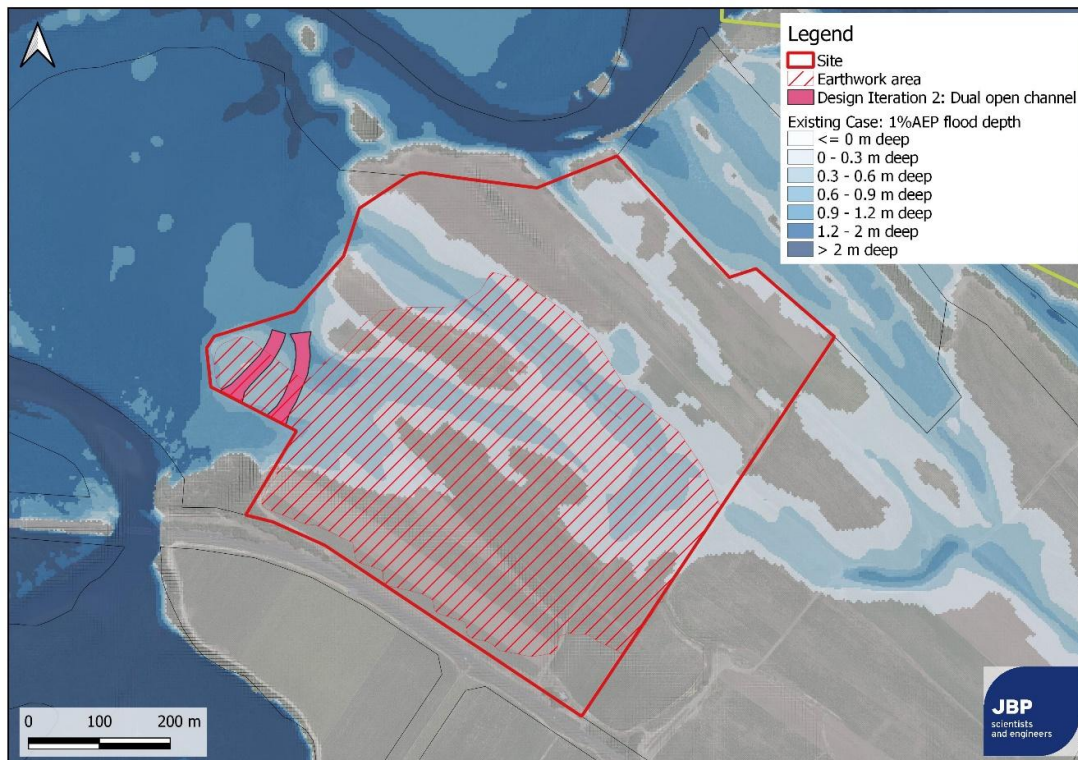 Legend
Site
Earthwork area
Design Iteration 2: Dual open channel
Existing Case: 1%AEP flood depth
<= 0 m deep
0 - 0.3 m deep
0.3 - 0.6 m deep
0.6 - 0.9 m deep
0.9 - 1.2 m deep
1.2 - 2 m deep
> 2 m deep
0 100 200 m
JBP
scientists
and engineers